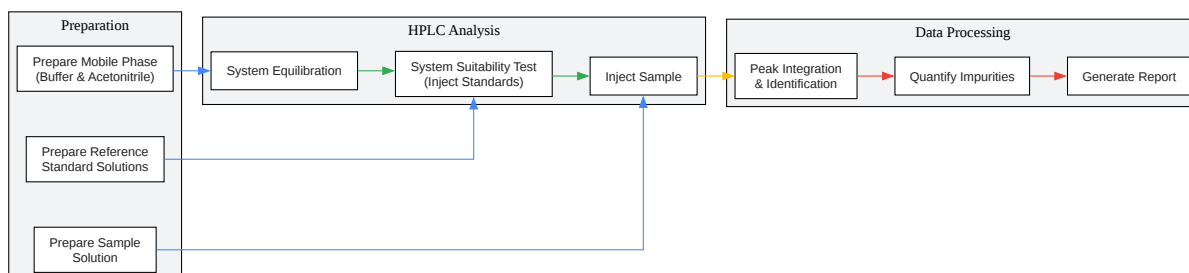 Preparation
Prepare Mobile Phase
(Buffer & Acetonitrile)
Prepare Reference
Standard Solutions
Prepare Sample
Solution
HPLC Analysis
System Equilibration
System Suitability Test
(Inject Standards)
Inject Sample
Data Processing
Peak Integration
& Identification
Quantify Impurities
Generate Report